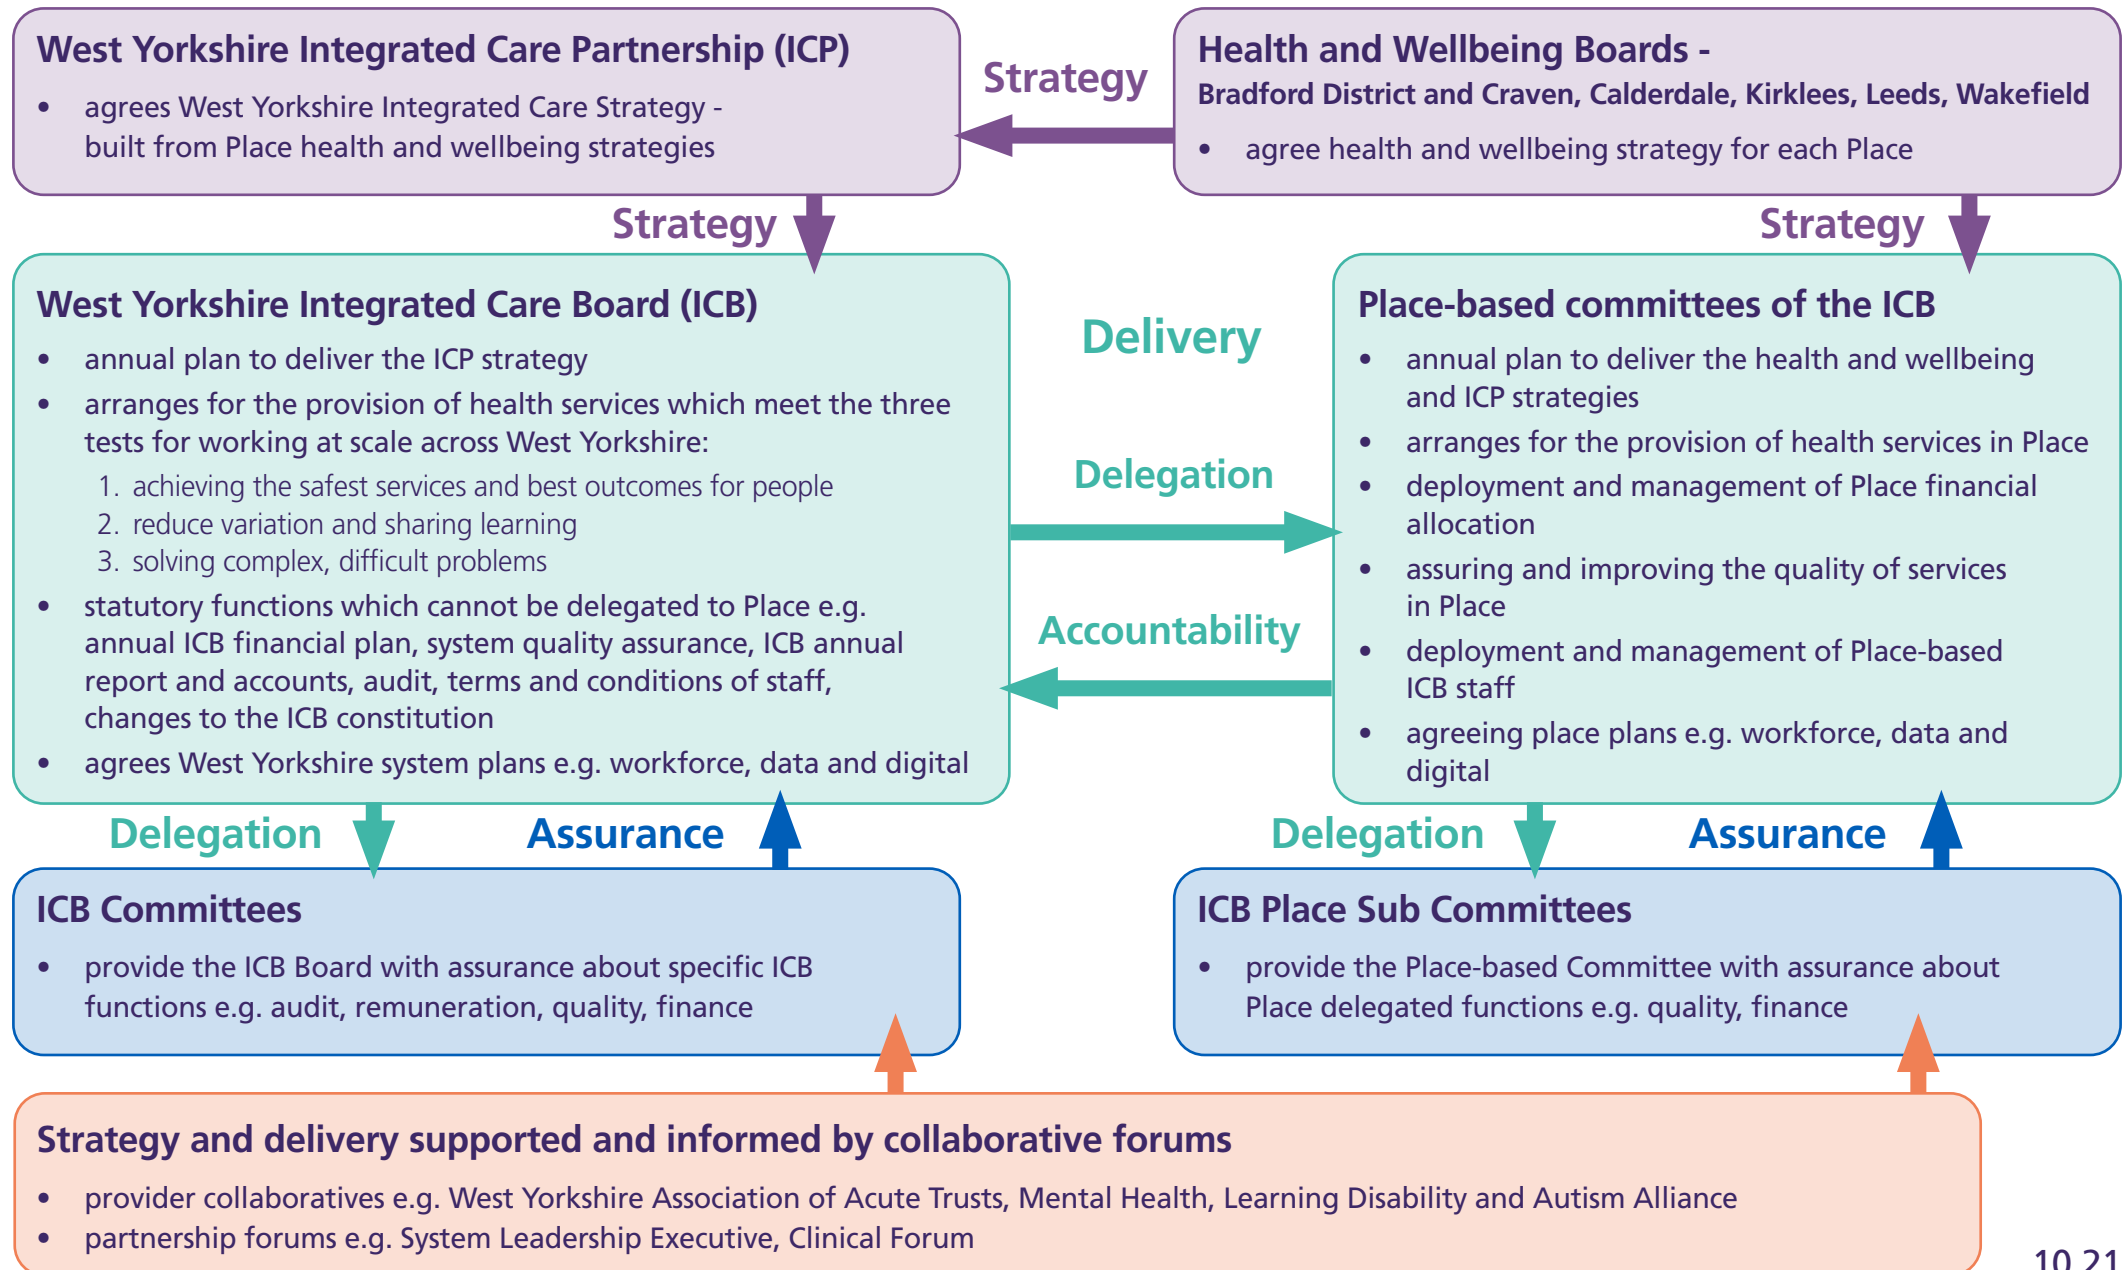 West Yorkshire Integrated Care Partnership (ICP)
• agrees West Yorkshire Integrated Care Strategy -
built from Place health and wellbeing strategies
Strategy
Health and Wellbeing Boards -
Bradford District and Craven, Calderdale, Kirklees, Leeds, Wakefield
• agree health and wellbeing strategy for each Place
Strategy
Strategy
West Yorkshire Integrated Care Board (ICB)
• annual plan to deliver the ICP strategy
• arranges for the provision of health services which meet the three
tests for working at scale across West Yorkshire:
1. achieving the safest services and best outcomes for people
2. reduce variation and sharing learning
3. solving complex, difficult problems
• statutory functions which cannot be delegated to Place e.g.
annual ICB financial plan, system quality assurance, ICB annual
report and accounts, audit, terms and conditions of staff,
changes to the ICB constitution
• agrees West Yorkshire system plans e.g. workforce, data and digital
Delivery
Delegation
Accountability
Place-based committees of the ICB
• annual plan to deliver the health and wellbeing
and ICP strategies
• arranges for the provision of health services in Place
• deployment and management of Place financial
allocation
• assuring and improving the quality of services
in Place
• deployment and management of Place-based
ICB staff
• agreeing place plans e.g. workforce, data and
digital
Delegation
Assurance
Delegation
Assurance
ICB Committees
• provide the ICB Board with assurance about specific ICB
functions e.g. audit, remuneration, quality, finance
ICB Place Sub Committees
• provide the Place-based Committee with assurance about
Place delegated functions e.g. quality, finance
Strategy and delivery supported and informed by collaborative forums
• provider collaboratives e.g. West Yorkshire Association of Acute Trusts, Mental Health, Learning Disability and Autism Alliance
• partnership forums e.g. System Leadership Executive, Clinical Forum
10.21